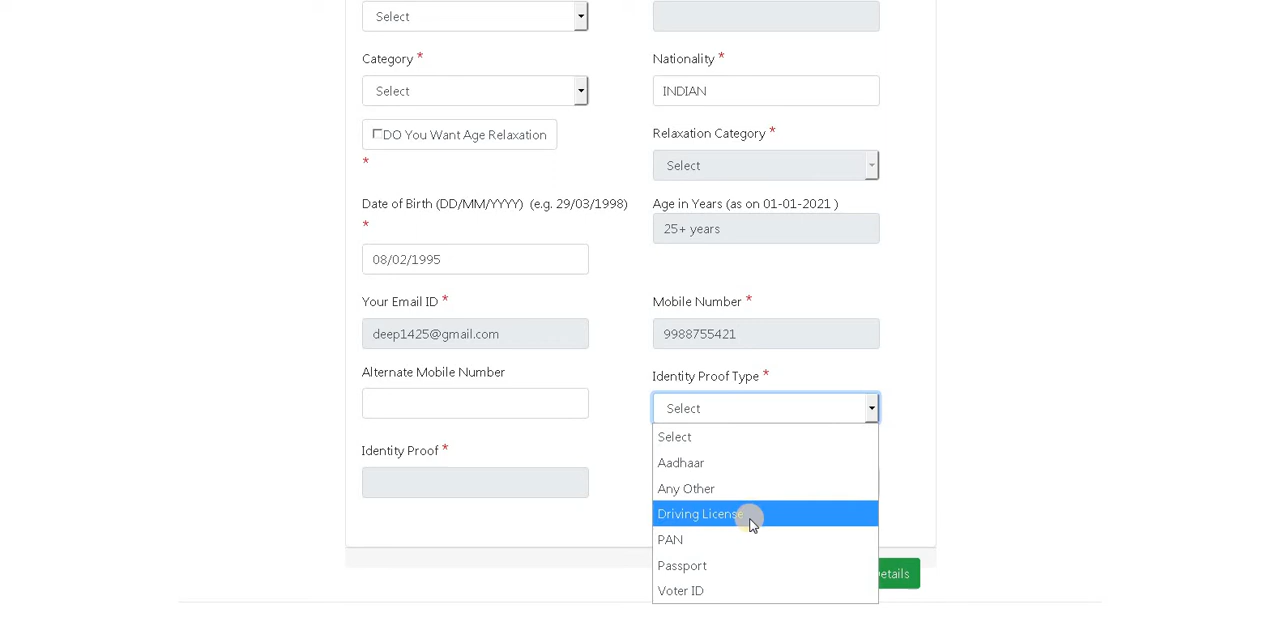 Select
Category *
Nationality *
Select
INDIAN
DO You Want Age Relaxation
*
Relaxation Category *
Select
Date of Birth (DD/MM/YYYY) (e.g. 29/03/1998)
*
Age in Years (as on 01-01-2021 )
25+ years
08/02/1995
Your Email ID *
Mobile Number *
deep1425@gmail.com
9988755421
Alternate Mobile Number
Identity Proof Type *
Select
Identity Proof *
Select
Aadhaar
Any Other
Driving License
PAN
Passport
Voter ID